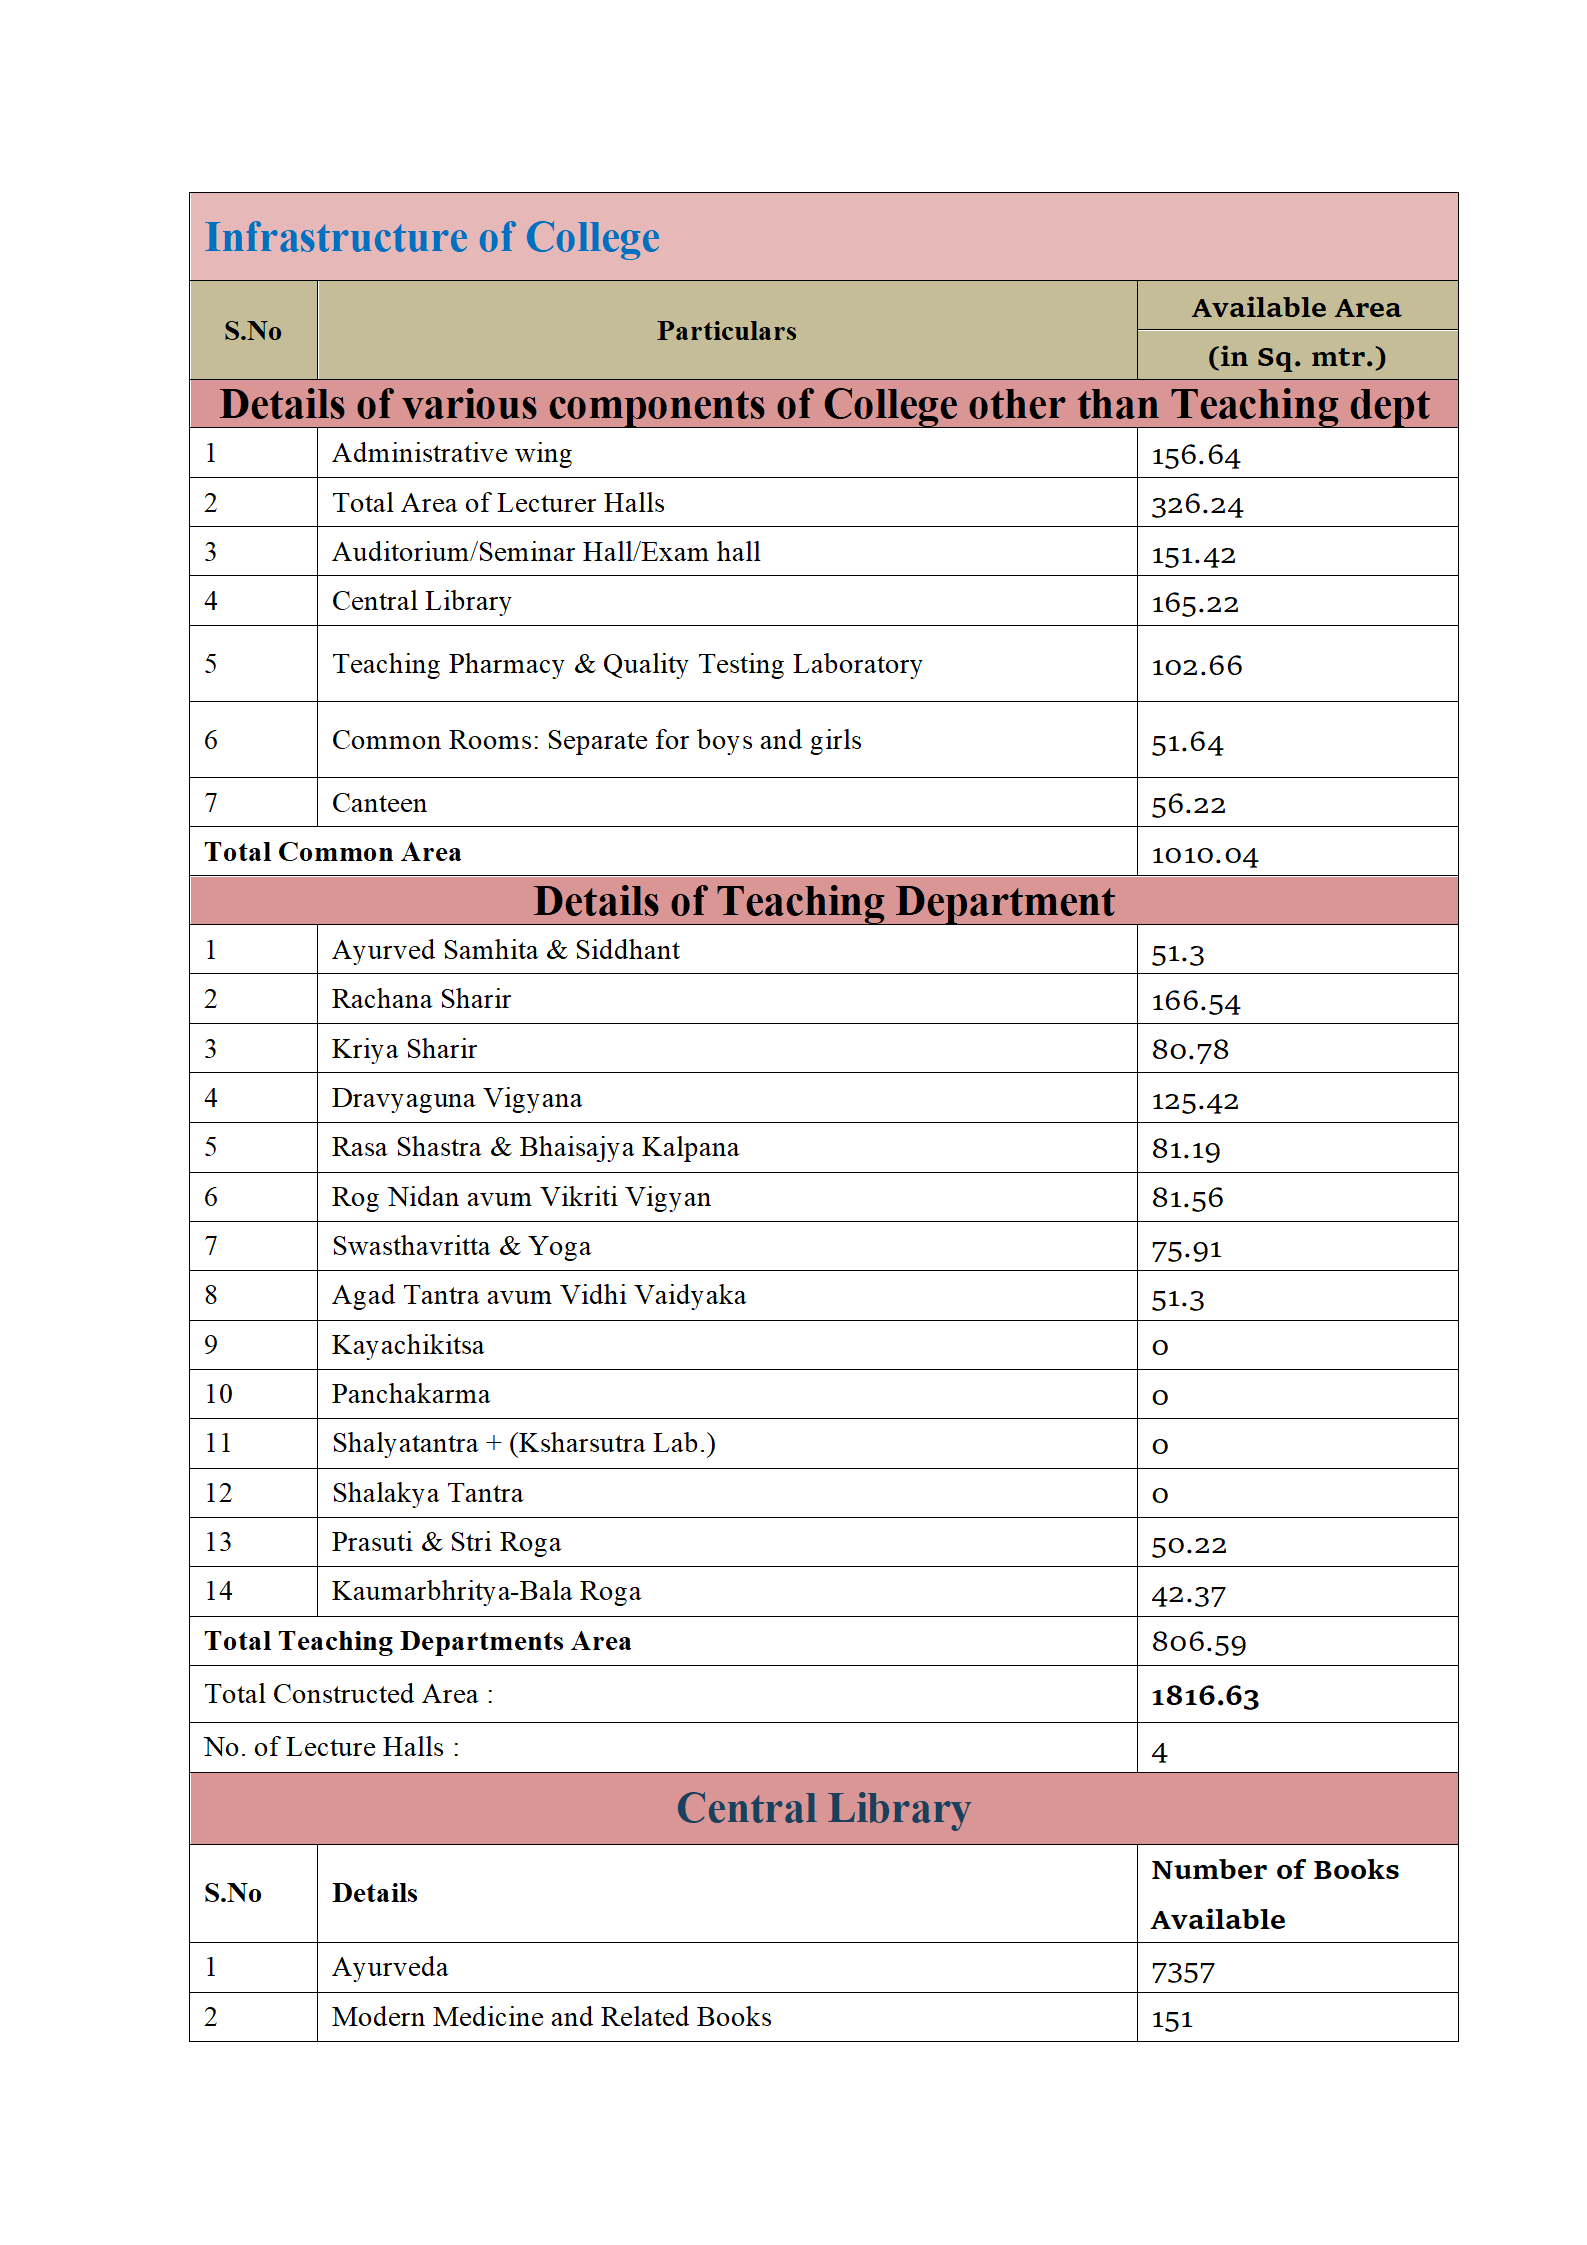 Infrastructure of College
S.No Particulars Available Area
(in Sq. mtr.)
Details of various components of College other than Teaching dept
1 Administrative wing 156.64
2 Total Area of Lecturer Halls 326.24
3 Auditorium/Seminar Hall/Exam hall 151.42
4 Central Library 165.22
5 Teaching Pharmacy & Quality Testing Laboratory 102.66
6 Common Rooms: Separate for boys and girls 51.64
7 Canteen 56.22
Total Common Area 1010.04
Details of Teaching Department
1 Ayurved Samhita & Siddhant 51.3
2 Rachana Sharir 166.54
3 Kriya Sharir 80.78
4 Dravyaguna Vigyana 125.42
5 Rasa Shastra & Bhaisajya Kalpana 81.19
6 Rog Nidan avum Vikriti Vigyan 81.56
7 Swasthavritta & Yoga 75.91
8 Agad Tantra avum Vidhi Vaidyaka 51.3
9 Kayachikitsa 0
10 Panchakarma 0
11 Shalyatantra + (Ksharsutra Lab.) 0
12 Shalakya Tantra 0
13 Prasuti & Stri Roga 50.22
14 Kaumarbhritya-Bala Roga 42.37
Total Teaching Departments Area 806.59
Total Constructed Area : 1816.63
No. of Lecture Halls : 4
Central Library
S.No Details Number of Books
Available
1 Ayurveda 7357
2 Modern Medicine and Related Books 151